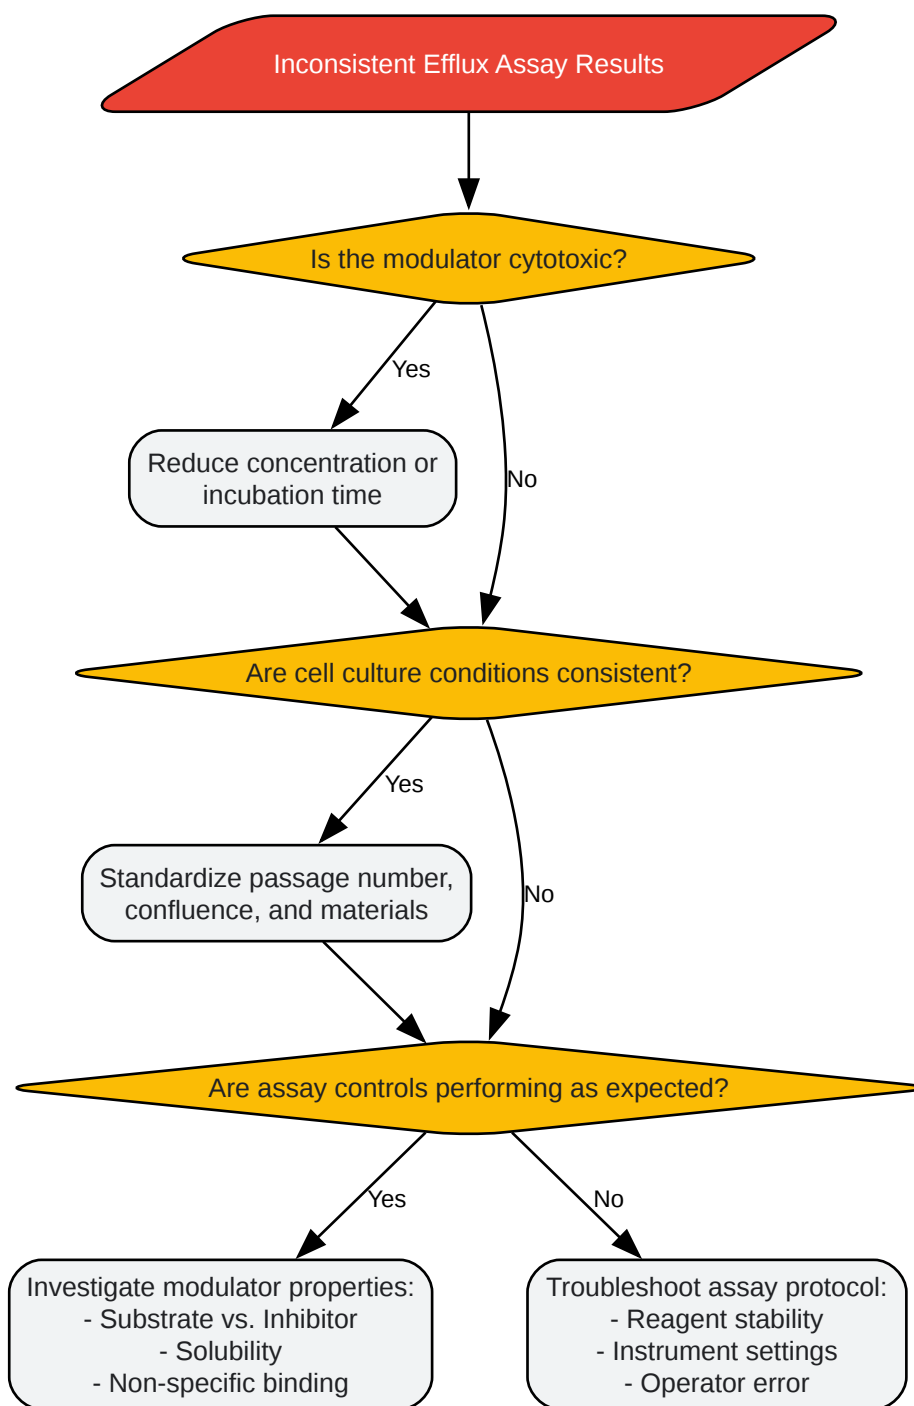 Inconsistent Efflux Assay Results
Is the modulator cytotoxic?
Yes
No
Reduce concentration or
incubation time
Are cell culture conditions consistent?
Yes
No
Standardize passage number,
confluence, and materials
Are assay controls performing as expected?
Yes
No
Investigate modulator properties:
- Substrate vs. Inhibitor
- Solubility
- Non-specific binding
Troubleshoot assay protocol:
- Reagent stability
- Instrument settings
- Operator error